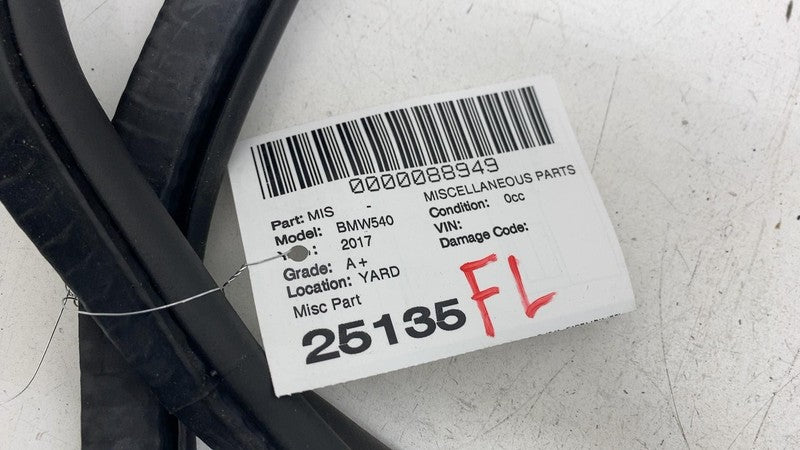 0000088949
MISCELLANEOUS PARTS
Part: MIS -
Model: BMW540
2017
Grade: A+
Location: YARD
Misc Part
Condition: 0cc
VIN:
Damage Code:
25135 FL